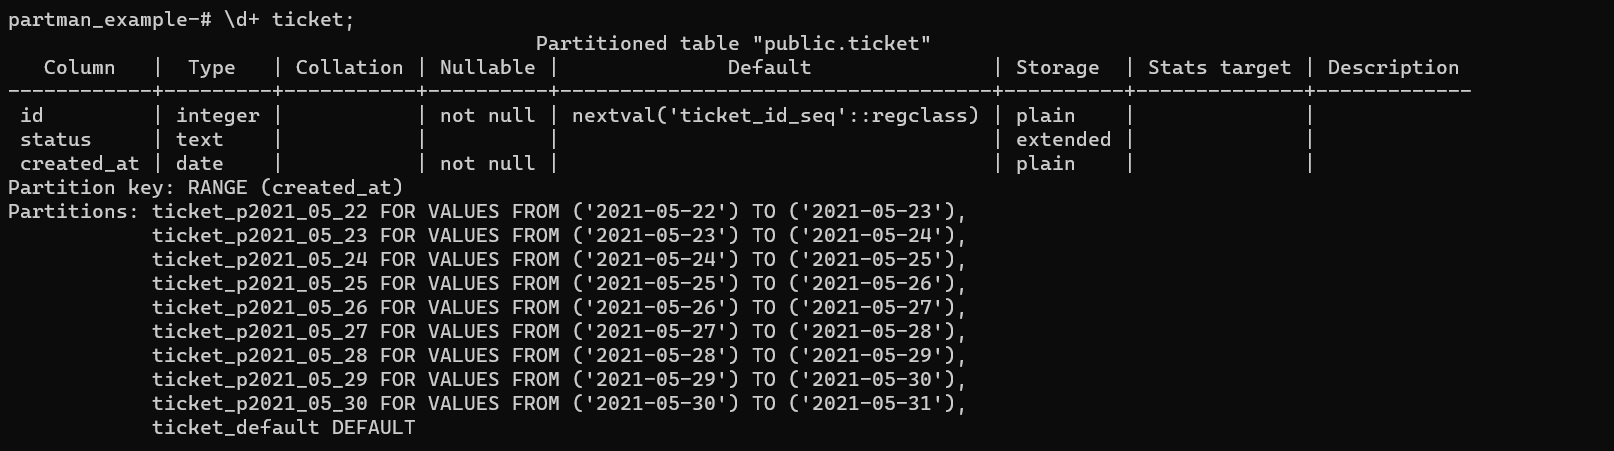 partman_example-# \d+ ticket;
                                            Partitioned table "public.ticket"
   Column   |  Type   | Collation | Nullable |              Default               | Storage  | Stats target | Description
------------+---------+-----------+----------+------------------------------------+----------+--------------+-------------
 id         | integer |           | not null | nextval('ticket_id_seq'::regclass) | plain    |              |
 status     | text    |           |          |                                    | extended |              |
 created_at | date    |           | not null |                                    | plain    |              |
Partition key: RANGE (created_at)
Partitions: ticket_p2021_05_22 FOR VALUES FROM ('2021-05-22') TO ('2021-05-23'),
            ticket_p2021_05_23 FOR VALUES FROM ('2021-05-23') TO ('2021-05-24'),
            ticket_p2021_05_24 FOR VALUES FROM ('2021-05-24') TO ('2021-05-25'),
            ticket_p2021_05_25 FOR VALUES FROM ('2021-05-25') TO ('2021-05-26'),
            ticket_p2021_05_26 FOR VALUES FROM ('2021-05-26') TO ('2021-05-27'),
            ticket_p2021_05_27 FOR VALUES FROM ('2021-05-27') TO ('2021-05-28'),
            ticket_p2021_05_28 FOR VALUES FROM ('2021-05-28') TO ('2021-05-29'),
            ticket_p2021_05_29 FOR VALUES FROM ('2021-05-29') TO ('2021-05-30'),
            ticket_p2021_05_30 FOR VALUES FROM ('2021-05-30') TO ('2021-05-31'),
            ticket_default DEFAULT